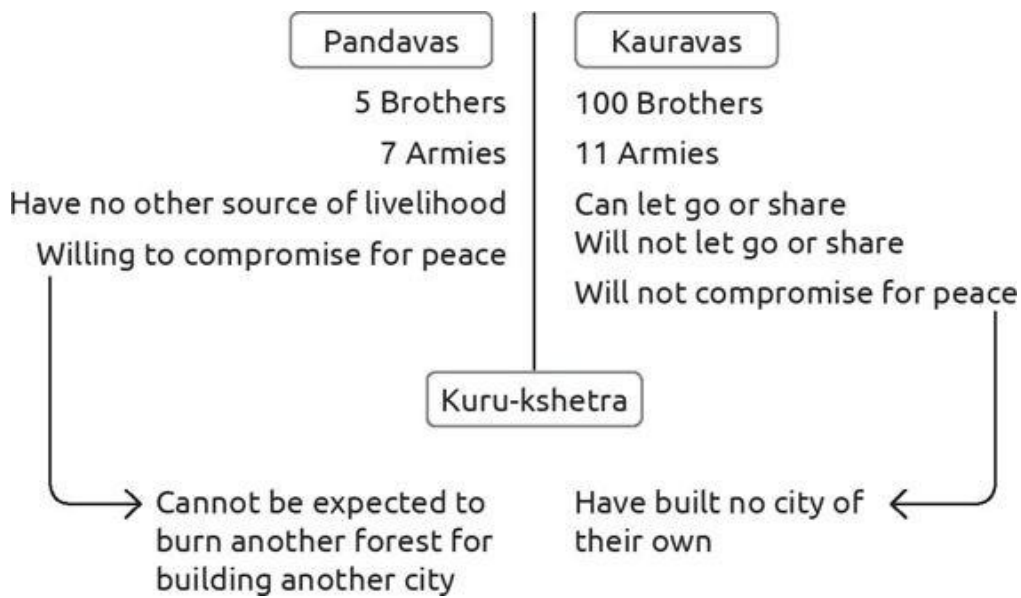 Pandavas
5 Brothers
7 Armies
Have no other source of livelihood
Willing to compromise for peace
Kauravas
100 Brothers
11 Armies
Can let go or share
Will not let go or share
Will not compromise for peace
Kuru-kshetra
Cannot be expected to
burn another forest for
building another city
Have built no city of
their own